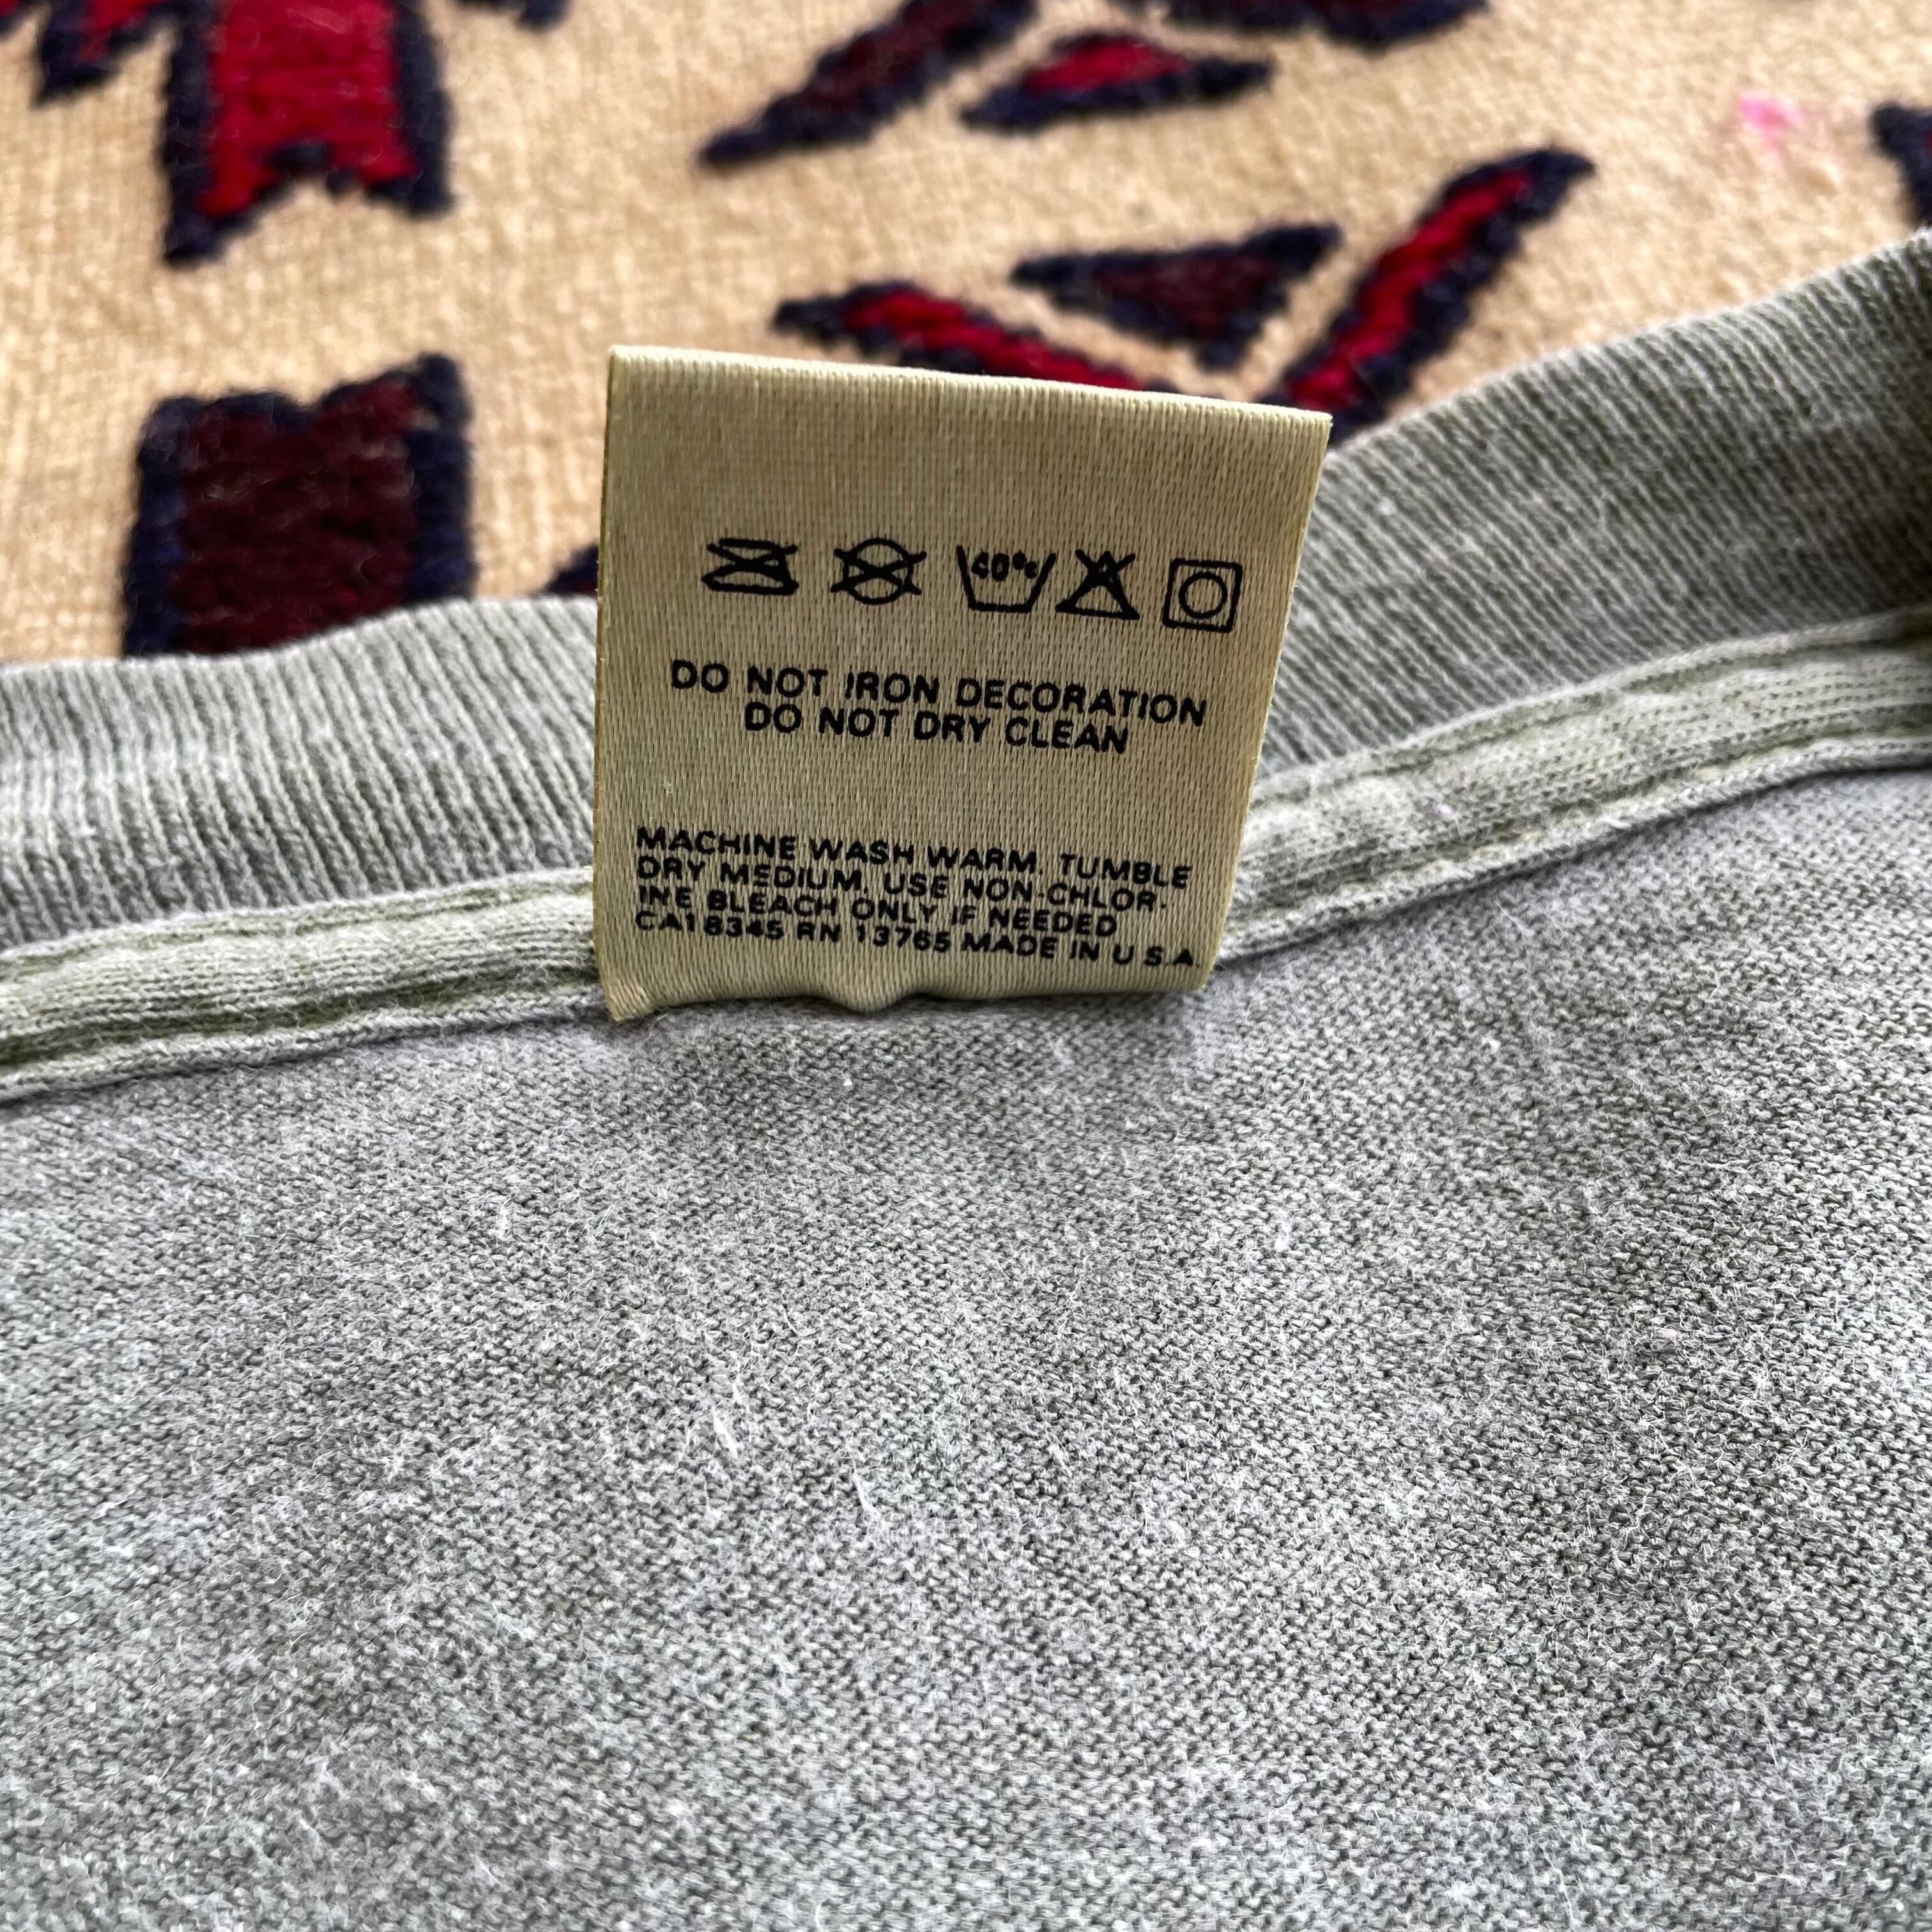 40°c
DO NOT IRON DECORATION
DO NOT DRY CLEAN
MACHINE WASH WARM. TUMBLE
DRY MEDIUM. USE NON-CHLOR-
INE BLEACH ONLY IF NEEDED
CA18345 RN 13765 MADE IN U.S.A.